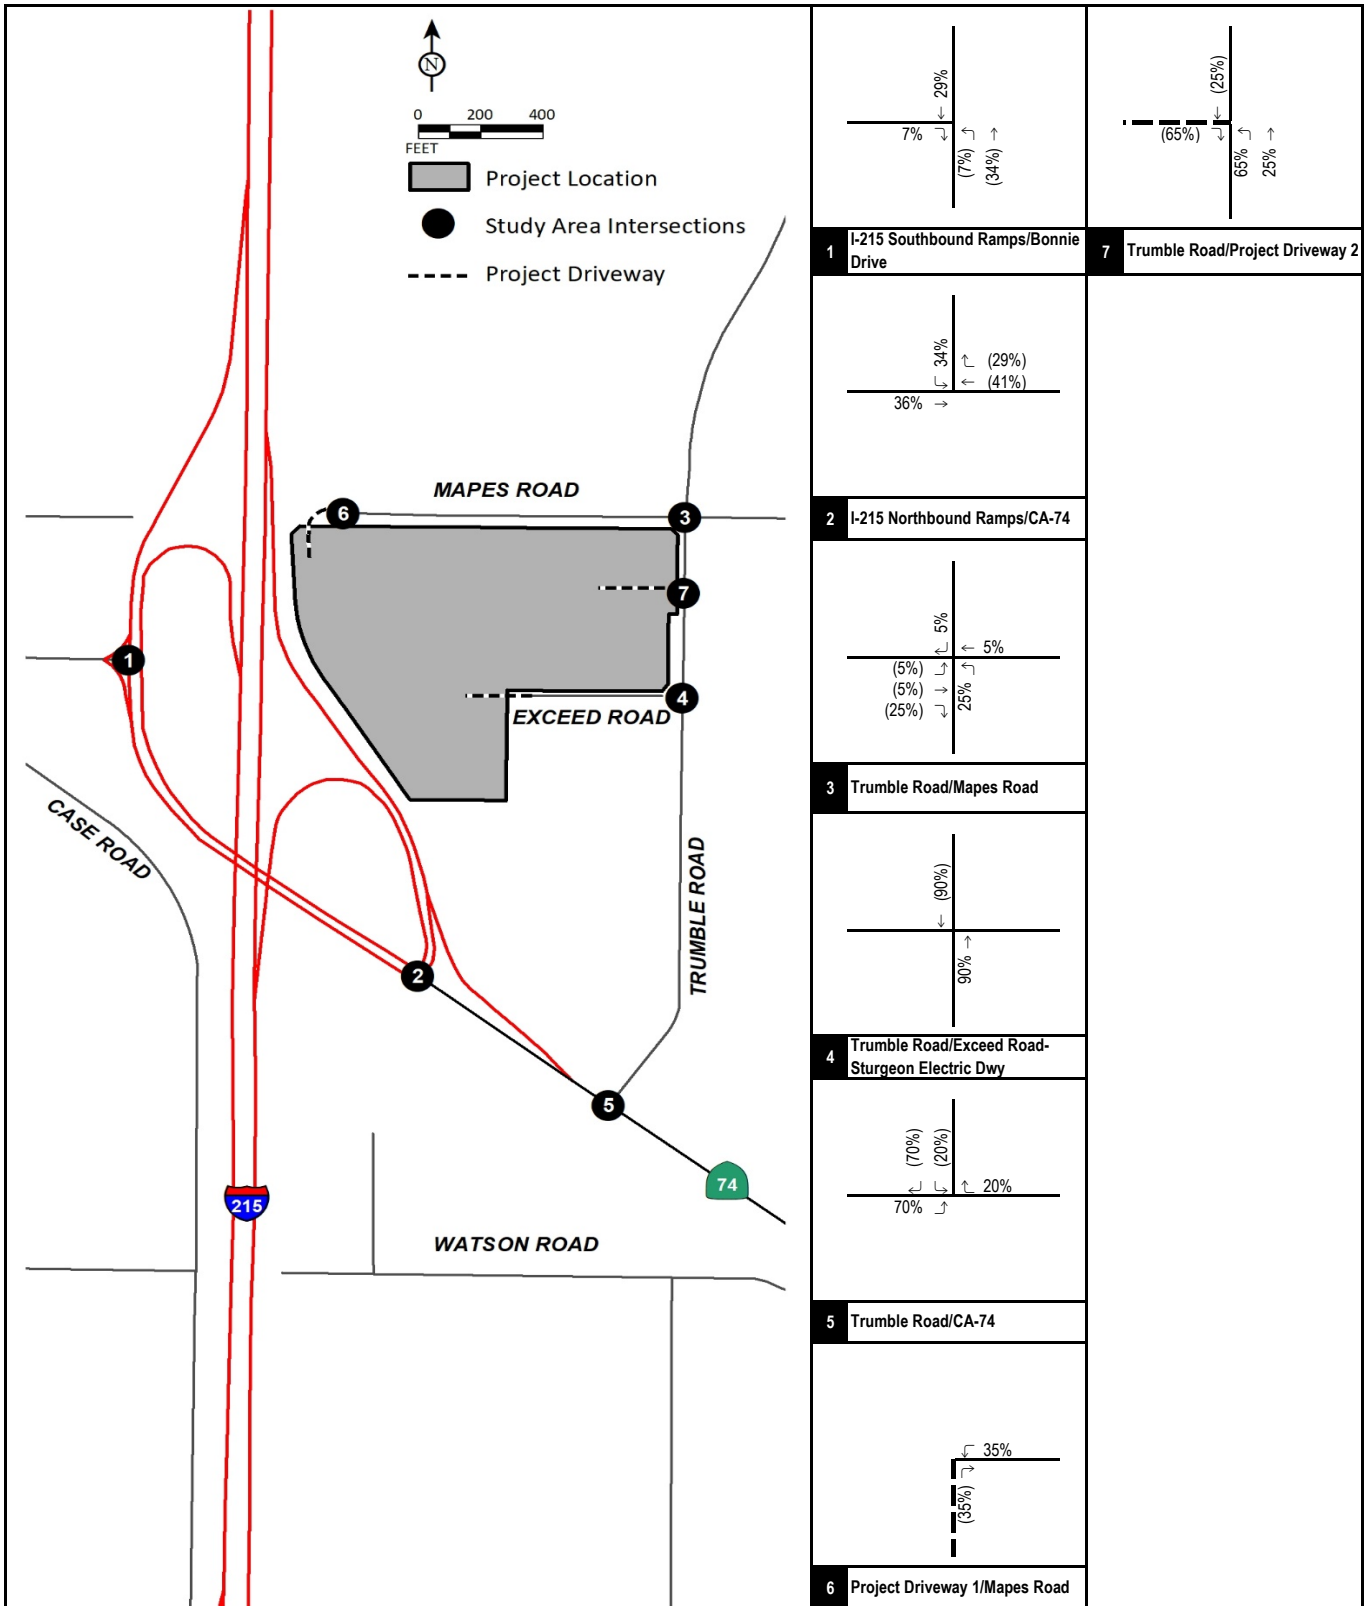 N
0 200 400
FEET
Project Location
Study Area Intersections
Project Driveway
MAPES ROAD
6
3
7
1
4
EXCEED ROAD
CASE ROAD
TRUMBLE ROAD
2
5
74
215
WATSON ROAD
29%
7%
(7%)
(34%)
1 I-215 Southbound Ramps/Bonnie
Drive
34%
(29%)
(41%)
36%
2 I-215 Northbound Ramps/CA-74
5%
5%
(5%)
(5%)
(25%)
25%
3 Trumble Road/Mapes Road
(90%)
90%
4 Trumble Road/Exceed Road-
Sturgeon Electric Dwy
(70%)
(20%)
20%
70%
5 Trumble Road/CA-74
35%
(35%)
6 Project Driveway 1/Mapes Road
(25%)
(65%)
65%
25%
7 Trumble Road/Project Driveway 2